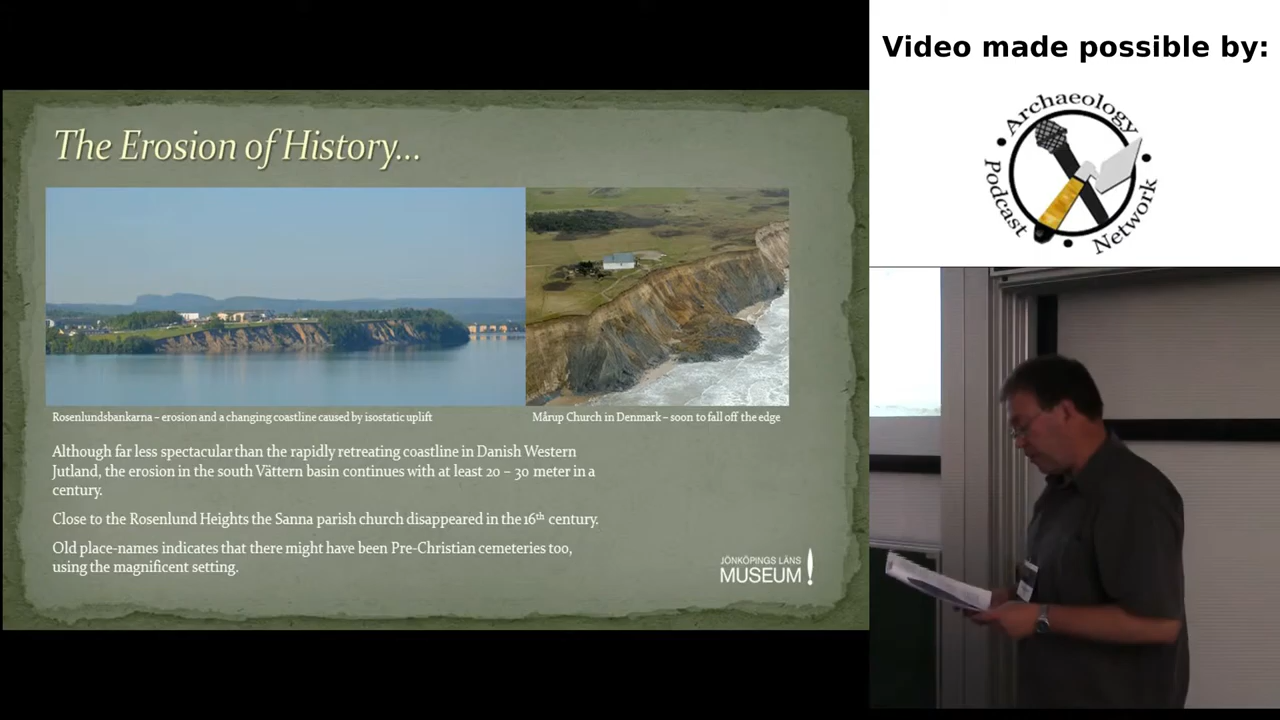 Video made possible by:
Archaeology
Podcast
Network
The Erosion of History...
Rosenlundsbankarna – erosion and a changing coastline caused by isostatic uplift
Mårup Church in Denmark – soon to fall off the edge
Although far less spectacular than the rapidly retreating coastline in Danish Western
Jutland, the erosion in the south Vättern basin continues with at least 20 – 30 meter in a
century.
Close to the Rosenlund Heights the Sanna parish church disappeared in the 16th century.
Old place-names indicates that there might have been Pre-Christian cemeteries too,
using the magnificent setting.
JÖNKÖPINGS LÄNS
MUSEUM!